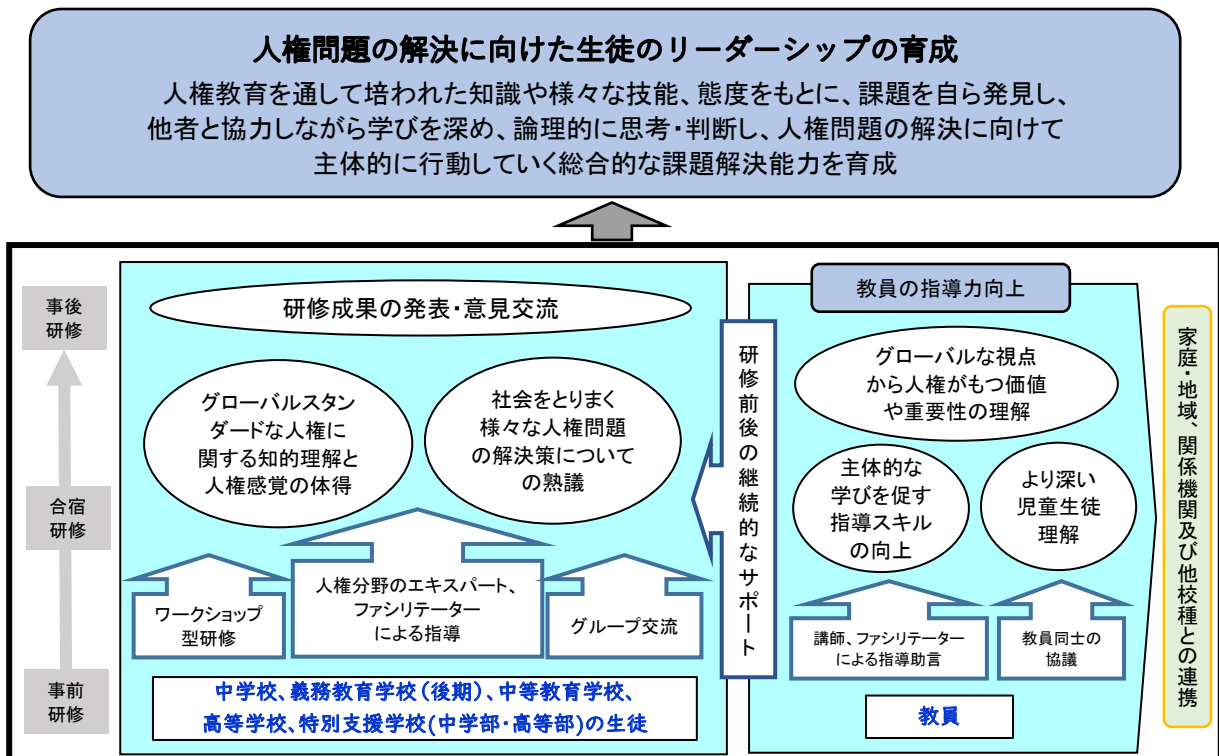 人権問題の解決に向けた生徒のリーダーシップの育成
人権教育を通して培われた知識や様々な技能、態度をもとに、課題を自ら発見し、
他者と協力しながら学びを深め、論理的に思考・判断し、人権問題の解決に向けて
主体的に行動していく総合的な課題解決能力を育成
事後
研修
合宿
研修
事前
研修
研修成果の発表・意見交流
グローバルスタン
ダードな人権に
関する知的理解と
人権感覚の体得
社会をとりまく
様々な人権問題
の解決策について
の熟議
ワークショップ
型研修
人権分野のエキスパート、
ファシリテーター
による指導
グループ交流
中学校、義務教育学校(後期)、中等教育学校、
高等学校、特別支援学校(中学部・高等部)の生徒
研修前後の継続的なサポート
教員の指導力向上
グローバルな視点
から人権がもつ価値
や重要性の理解
主体的な
学びを促す
指導スキル
の向上
より深い
児童生徒
理解
講師、ファシリテーター
による指導助言
教員同士の
協議
教員
家庭・地域、関係機関及び他校種との連携